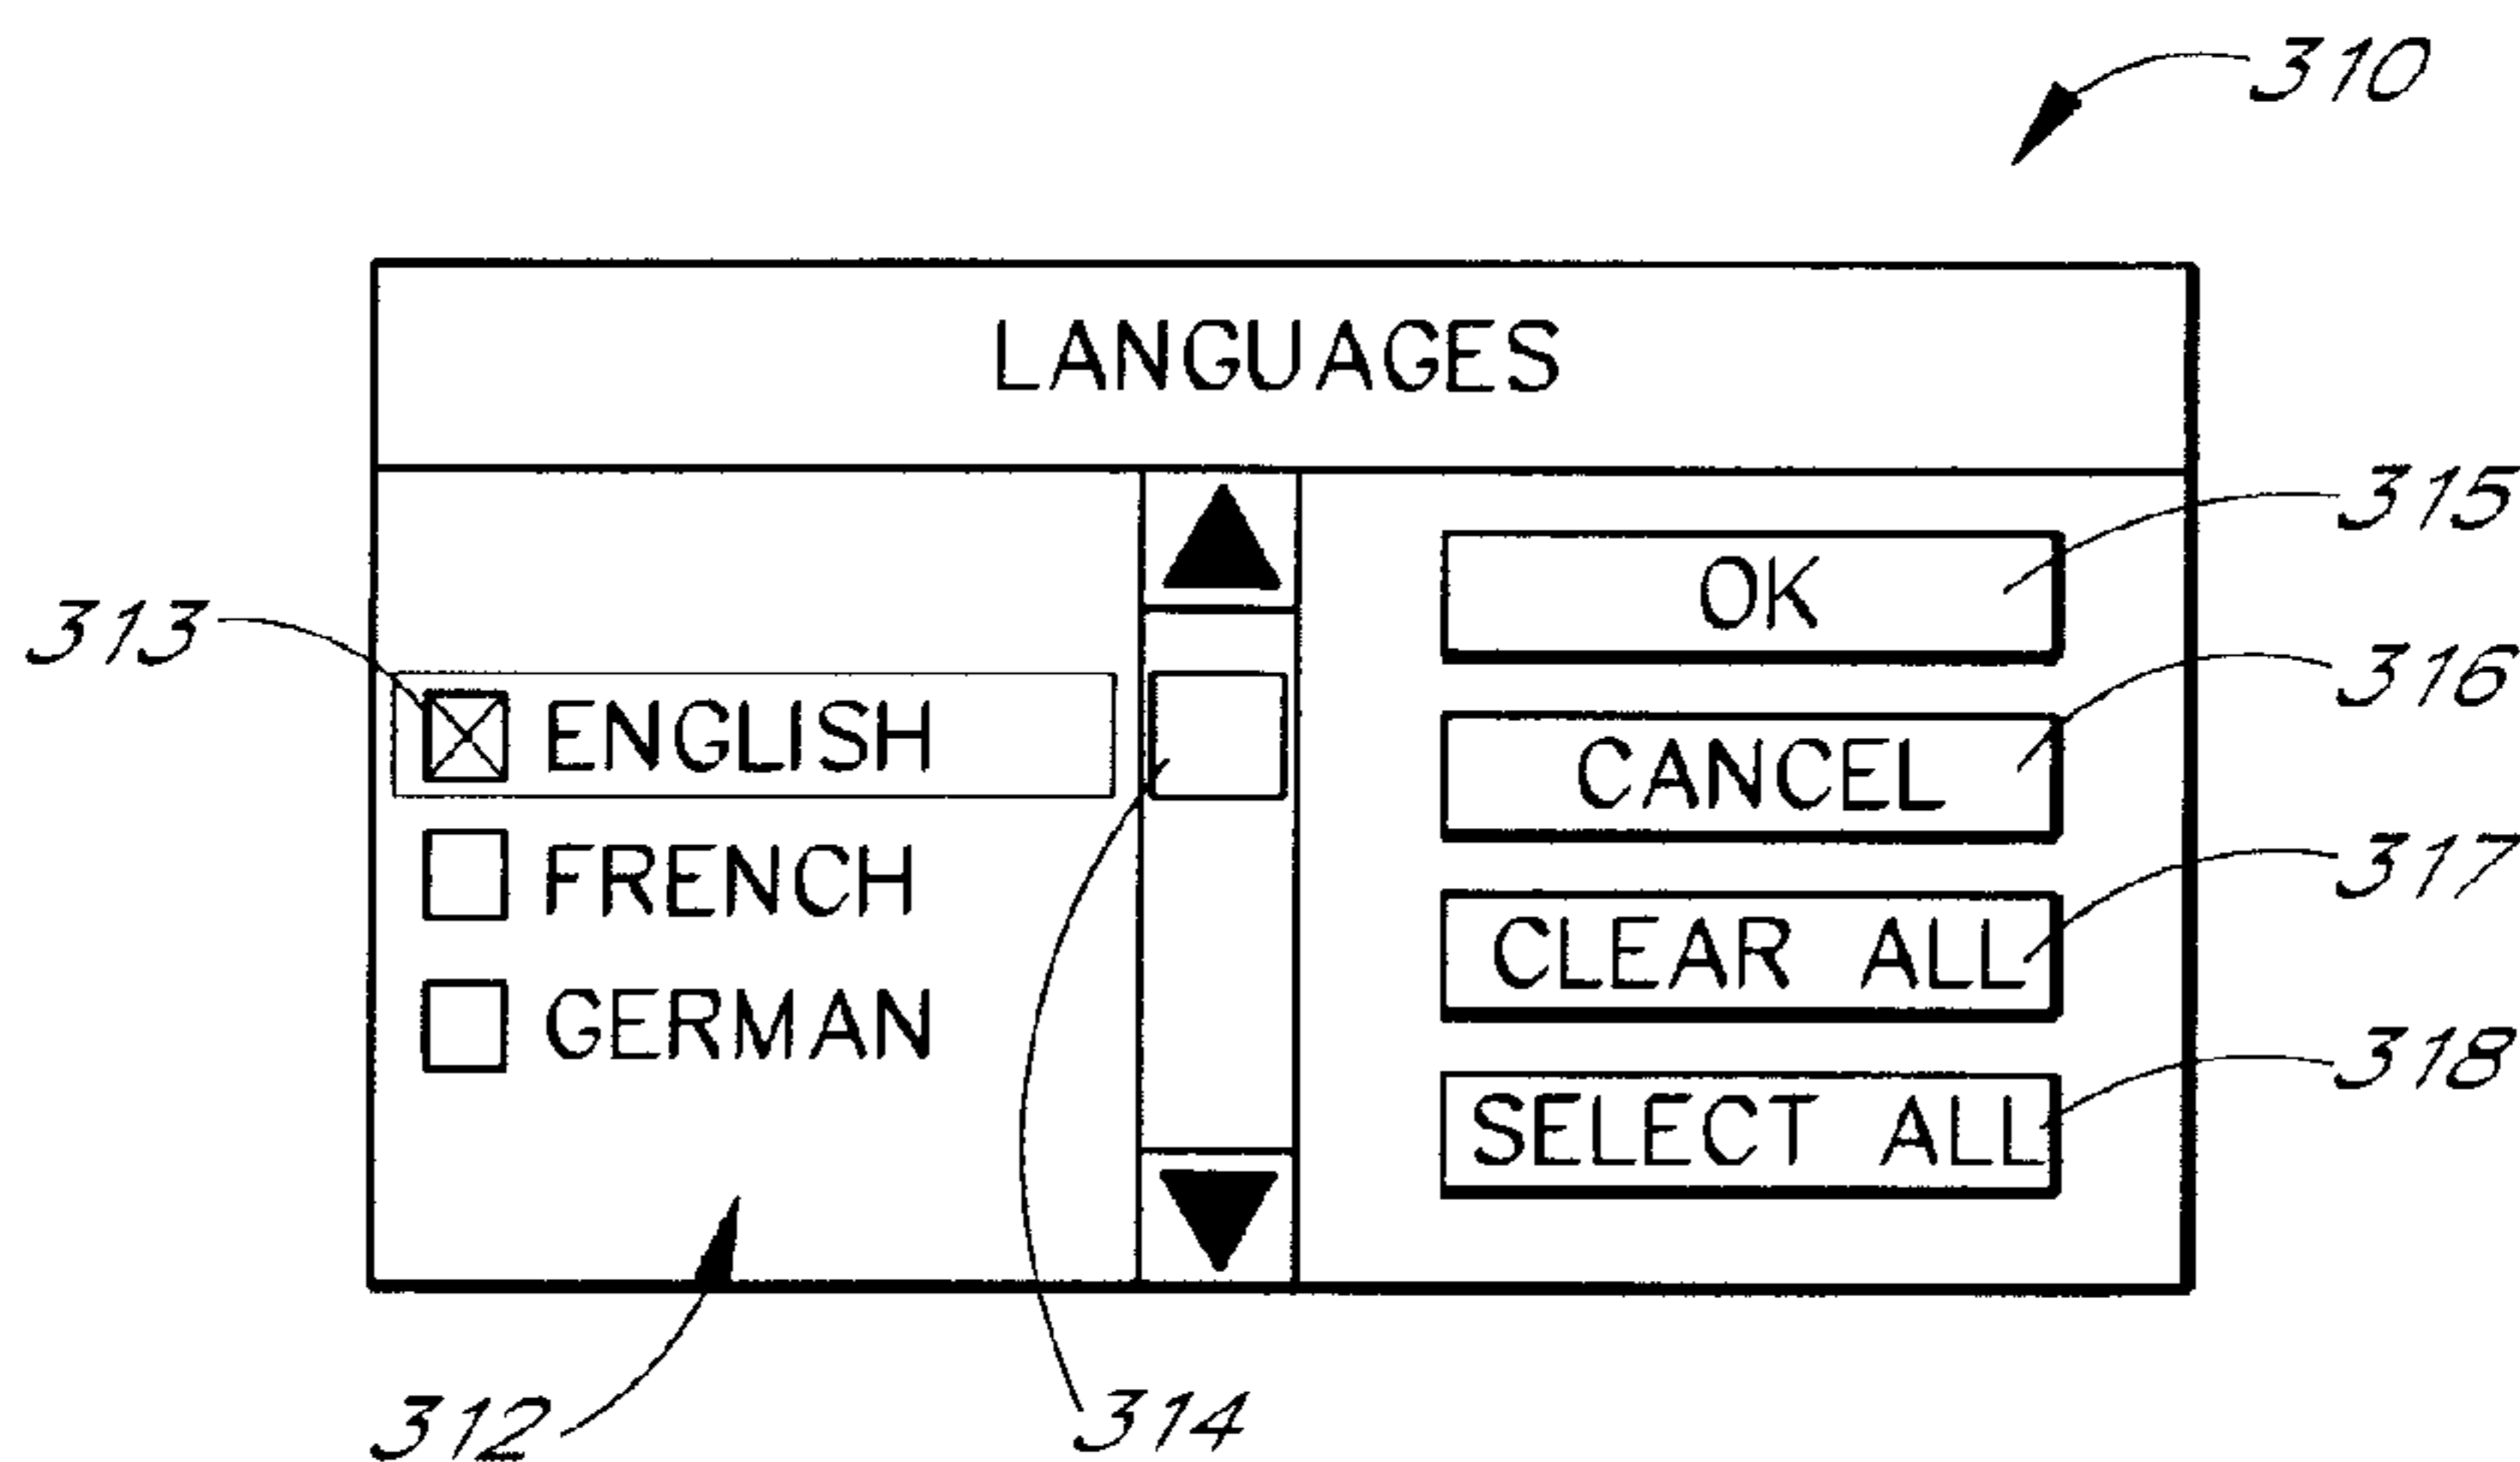 310
LANGUAGES
315
OK
313
316
ENGLISH
CANCEL
317
FRENCH
CLEAR ALL
318
GERMAN
SELECT ALL
312
314